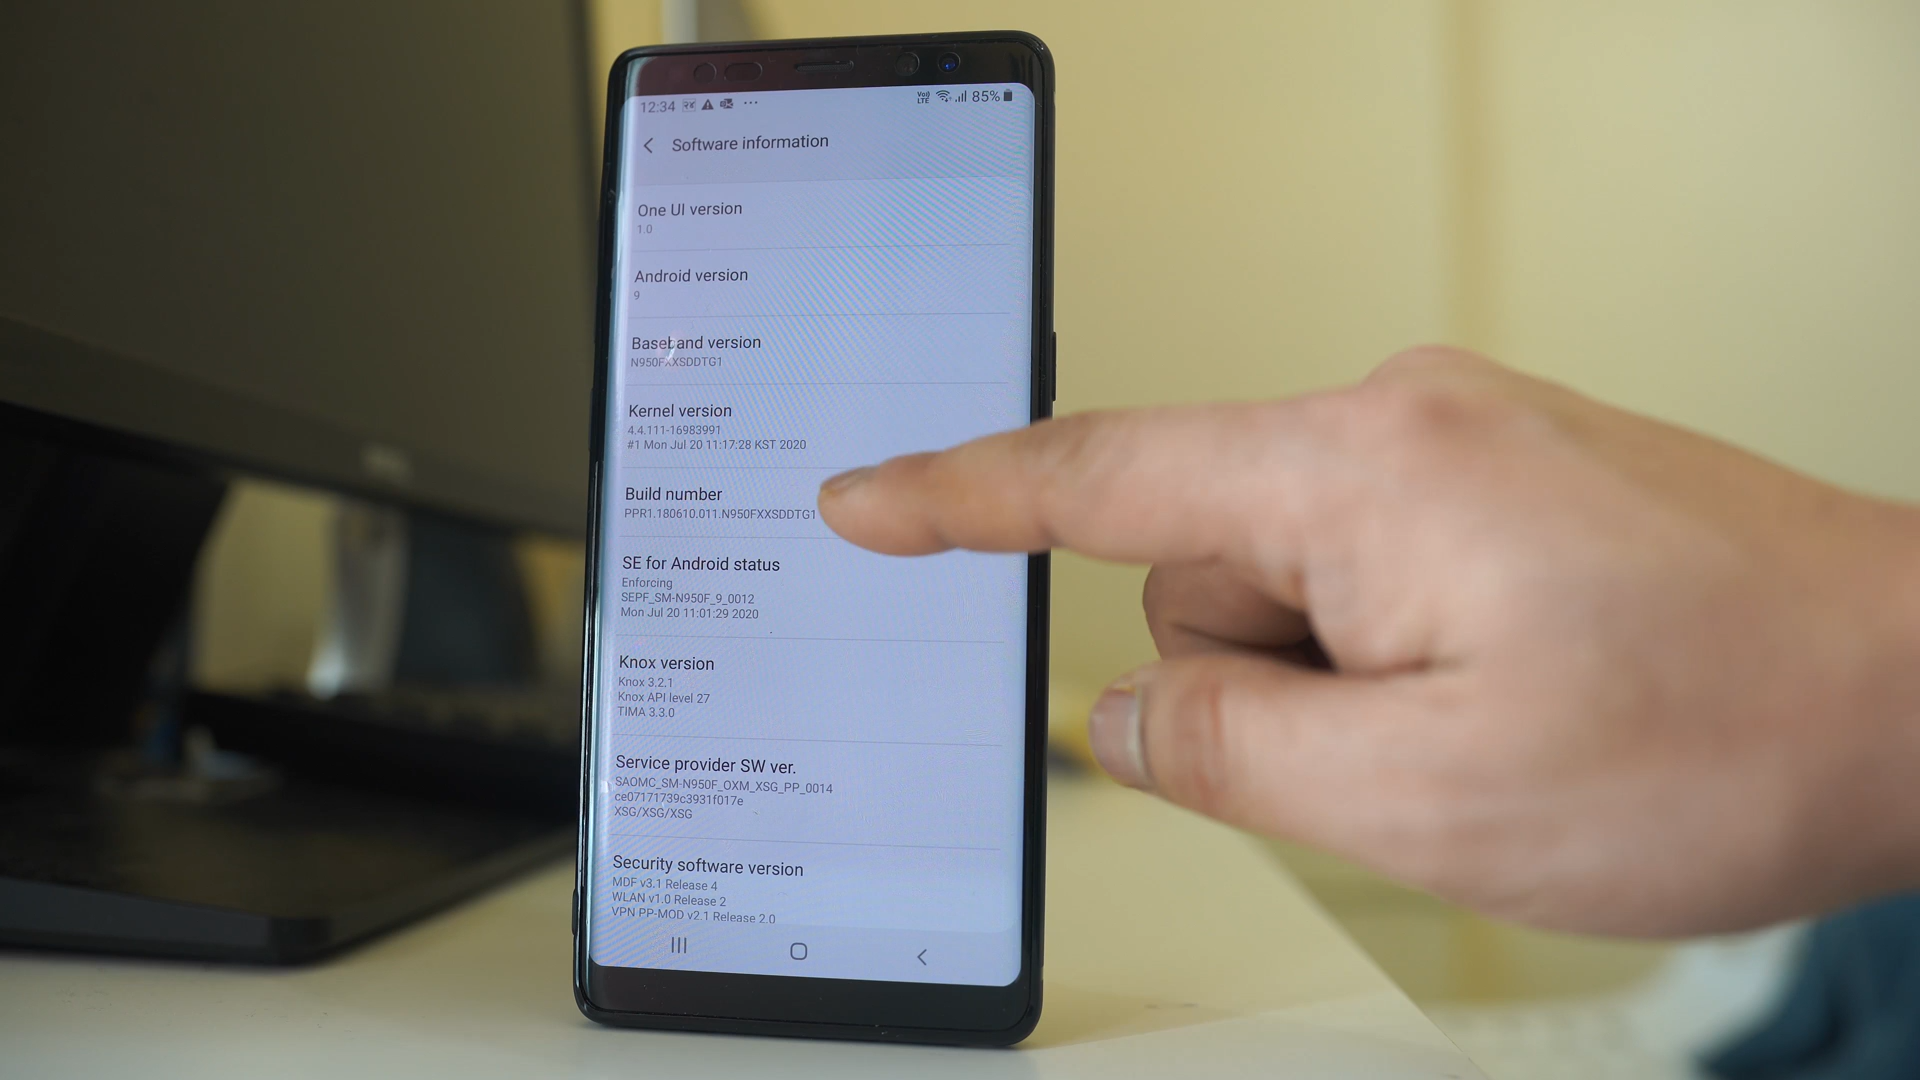 12:34 ... Voo) LTE 85%
Software information
One UI version
1.0
Android version
9
Baseband version
N950FXXSDDTG1
Kernel version
4.4.111-16983991
#1 Mon Jul 20 11:17:28 KST 2020
Build number
PPR1.180610.011.N950FXXSDDTG1
SE for Android status
Enforcing
SEPF_SM-N950F_9_0012
Mon Jul 20 11:01:29 2020
Knox version
Knox 3.2.1
Knox API level 27
TIMA 3.3.0
Service provider SW ver.
SAOMC_SM-N950F_OXM_XSG_PP_0014
ce07171739c3931f017e
XSG/XSG/XSG
Security software version
MDF v3.1 Release 4
WLAN v1.0 Release 2
VPN PP-MOD v2.1 Release 2.0